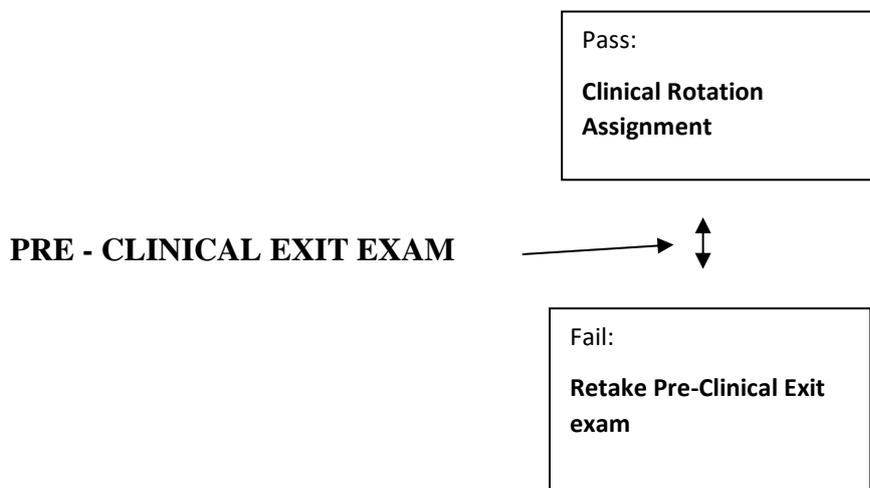 Pass:
Clinical Rotation
Assignment
PRE - CLINICAL EXIT EXAM
Fail:
Retake Pre-Clinical Exit
exam